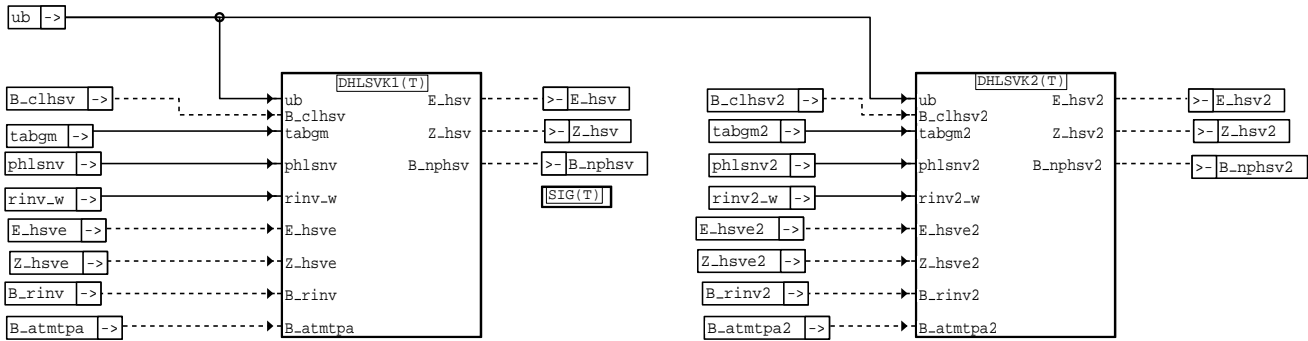 ub ->
DHLSVK1(T)
B_clhsv ->
tabgm ->
phlsnv ->
rinv_w ->
E_hsve ->
Z_hsve ->
B_rinv ->
B_atmtpa ->
ub
B_clhsv
tabgm
phlsnv
rinv_w
E_hsve
Z_hsve
B_rinv
B_atmtpa
E_hsv
Z_hsv
B_nphsv
>- E_hsv
>- Z_hsv
>- B_nphsv
SIG(T)
DHLSVK2(T)
B_clhsv2 ->
tabgm2 ->
phlsnv2 ->
rinv2_w ->
E_hsve2 ->
Z_hsve2 ->
B_rinv2 ->
B_atmtpa2 ->
ub
B_clhsv2
tabgm2
phlsnv2
rinv2_w
E_hsve2
Z_hsve2
B_rinv2
B_atmtpa2
E_hsv2
Z_hsv2
B_nphsv2
>- E_hsv2
>- Z_hsv2
>- B_nphsv2